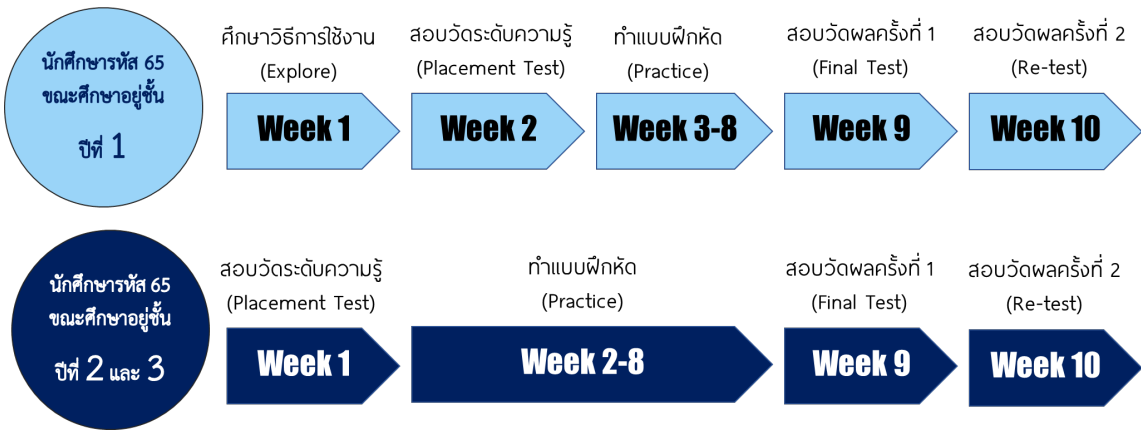 นักศึกษารหัส 65
ขณะศึกษาอยู่ชั้น
ปีที่ 1
ศึกษาวิธีการใช้งาน
(Explore)
Week 1
สอบวัดระดับความรู้
(Placement Test)
Week 2
ทำแบบฝึกหัด
(Practice)
Week 3-8
สอบวัดผลครั้งที่ 1
(Final Test)
Week 9
สอบวัดผลครั้งที่ 2
(Re-test)
Week 10
นักศึกษารหัส 65
ขณะศึกษาอยู่ชั้น
ปีที่ 2 และ 3
สอบวัดระดับความรู้
(Placement Test)
Week 1
ทำแบบฝึกหัด
(Practice)
Week 2-8
สอบวัดผลครั้งที่ 1
(Final Test)
Week 9
สอบวัดผลครั้งที่ 2
(Re-test)
Week 10